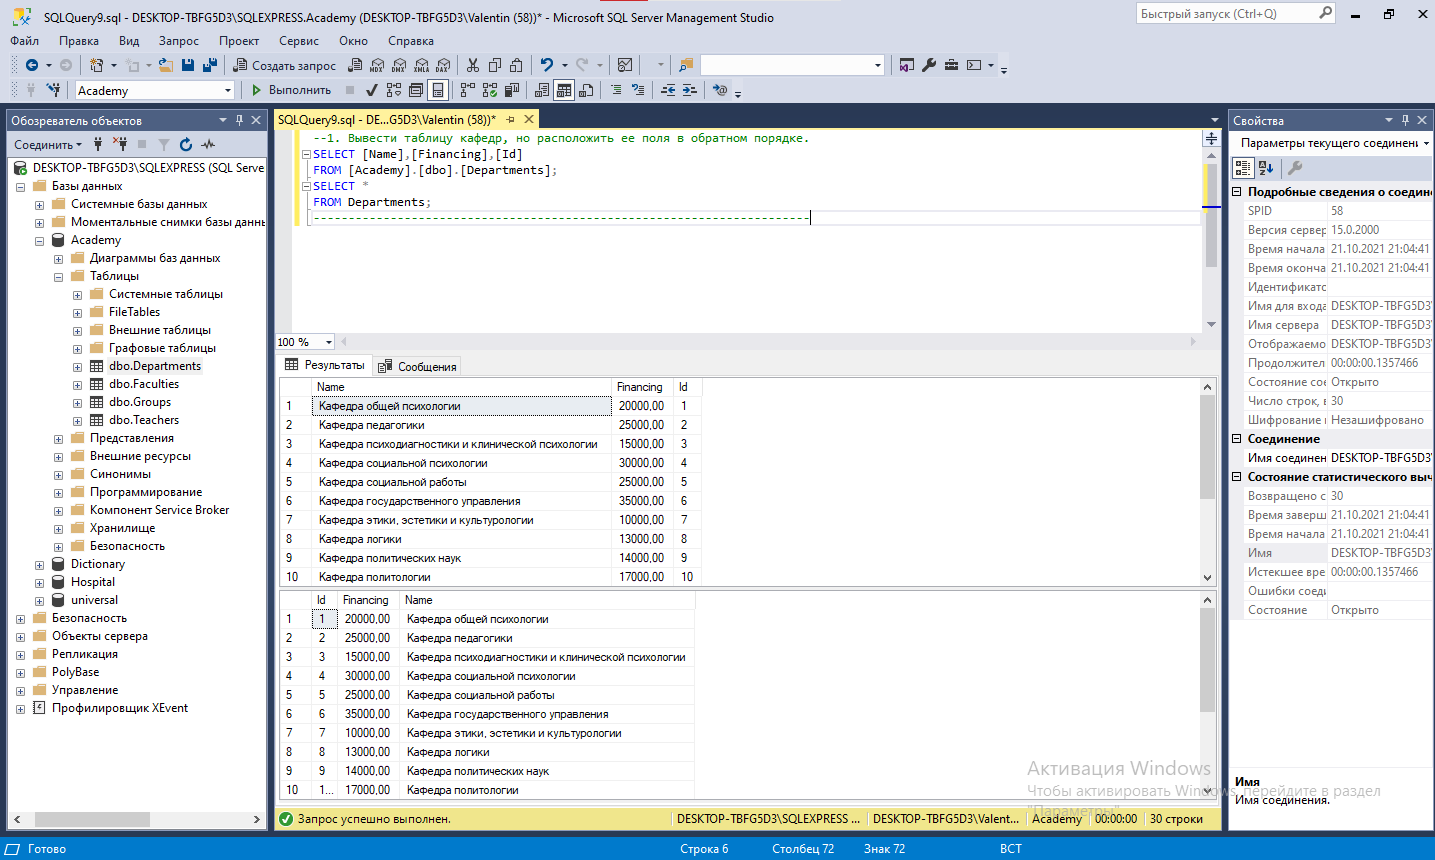 SQLQuery9.sql - DESKTOP-TBFG5D3\SQLEXPRESS.Academy (DESKTOP-TBFG5D3\Valentin (58))* - Microsoft SQL Server Management Studio
Быстрый запуск (Ctrl+Q)
Файл Правка Вид Запрос Проект Сервис Окно Справка
Создать запрос
MDX DMX XMLA DAX
Academy
Выполнить
Обозреватель объектов
Соединить
DESKTOP-TBFG5D3\SQLEXPRESS (SQL Serve
Базы данных
Системные базы данных
Моментальные снимки базы данн
Academy
Диаграммы баз данных
Таблицы
Системные таблицы
FileTables
Внешние таблицы
Графовые таблицы
dbo.Departments
dbo.Faculties
dbo.Groups
dbo.Teachers
Представления
Внешние ресурсы
Синонимы
Программирование
Компонент Service Broker
Хранилище
Безопасность
Dictionary
Hospital
universal
Безопасность
Объекты сервера
Репликация
PolyBase
Управление
Профилировщик XEvent
SQLQuery9.sql - DE...G5D3\Valentin (58))*
--1. Вывести таблицу кафедр, но расположить ее поля в обратном порядке.
SELECT [Name],[Financing],[Id]
FROM [Academy].[dbo].[Departments];
SELECT *
FROM Departments;
-----------------------------------------------------------------------
100 %
Результаты Сообщения
Name Financing Id
1 Кафедра общей психологии 20000,00 1
2 Кафедра педагогики 25000,00 2
3 Кафедра психодиагностики и клинической психологии 15000,00 3
4 Кафедра социальной психологии 30000,00 4
5 Кафедра социальной работы 25000,00 5
6 Кафедра государственного управления 35000,00 6
7 Кафедра этики, эстетики и культурологии 10000,00 7
8 Кафедра логики 13000,00 8
9 Кафедра политических наук 14000,00 9
10 Кафедра политологии 17000,00 10
Id Financing Name
1 1 20000,00 Кафедра общей психологии
2 2 25000,00 Кафедра педагогики
3 3 15000,00 Кафедра психодиагностики и клинической психологии
4 4 30000,00 Кафедра социальной психологии
5 5 25000,00 Кафедра социальной работы
6 6 35000,00 Кафедра государственного управления
7 7 10000,00 Кафедра этики, эстетики и культурологии
8 8 13000,00 Кафедра логики
9 9 14000,00 Кафедра политических наук
10 1... 17000,00 Кафедра политологии
Запрос успешно выполнен.
DESKTOP-TBFG5D3\SQLEXPRESS ... DESKTOP-TBFG5D3\Valent... Academy 00:00:00 30 строки
Свойства
Параметры текущего соединени
Подробные сведения о соедин
SPID 58
Версия сервер 15.0.2000
Время начала 21.10.2021 21:04:41
Время оконча 21.10.2021 21:04:41
Идентификатс
Имя для входа DESKTOP-TBFG5D3\
Имя сервера DESKTOP-TBFG5D3\
Отображаемо DESKTOP-TBFG5D3\
Продолжител 00:00:00.1357466
Состояние сое Открыто
Число строк, в 30
Шифрование Незашифровано
Соединение
Имя соединен DESKTOP-TBFG5D3\
Состояние статистического выч
Возвращено с 30
Время заверш 21.10.2021 21:04:41
Время начала 21.10.2021 21:04:41
Имя DESKTOP-TBFG5D3\
Истекшее вре 00:00:00.1357466
Ошибки соеди
Состояние Открыто
Имя
Имя соединения.
Активация Windows
Чтобы активировать Windows, перейдите в раздел
"Параметры".
Готово Строка 6 Столбец 72 Знак 72 ВСТ